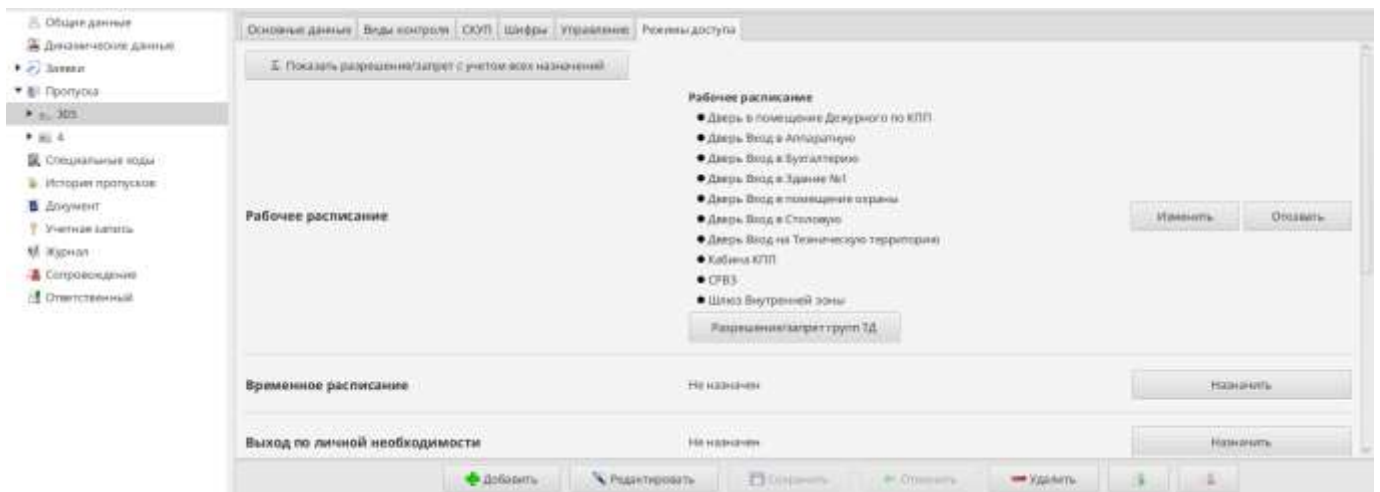 Общие данные
Динамические данные
Заявки
Пропуска
305
4
Специальные коды
История пропусков
Документ
Учетная запись
Журнал
Сопровождение
Ответственный
Основные данные Виды контроля СКУП Шифры Управление Режимы доступа
Σ Показать разрешения/запрет с учетом всех назначений
Рабочее расписание
Рабочее расписание
● Дверь в помещение Дежурного по КПП
● Дверь Вход в Аппаратную
● Дверь Вход в Бухгалтерию
● Дверь Вход в Здание №1
● Дверь Вход в помещение охраны
● Дверь Вход в Столовую
● Дверь Вход на Техническую территорию
● Кабина КПП
● СРВЗ
● Шлюз Внутренней зоны
Разрешения/запрет групп ТД
Изменить Отозвать
Временное расписание Не назначен Назначить
Выход по личной необходимости Не назначен Назначить
Добавить Редактировать Сохранить Отменить Удалить